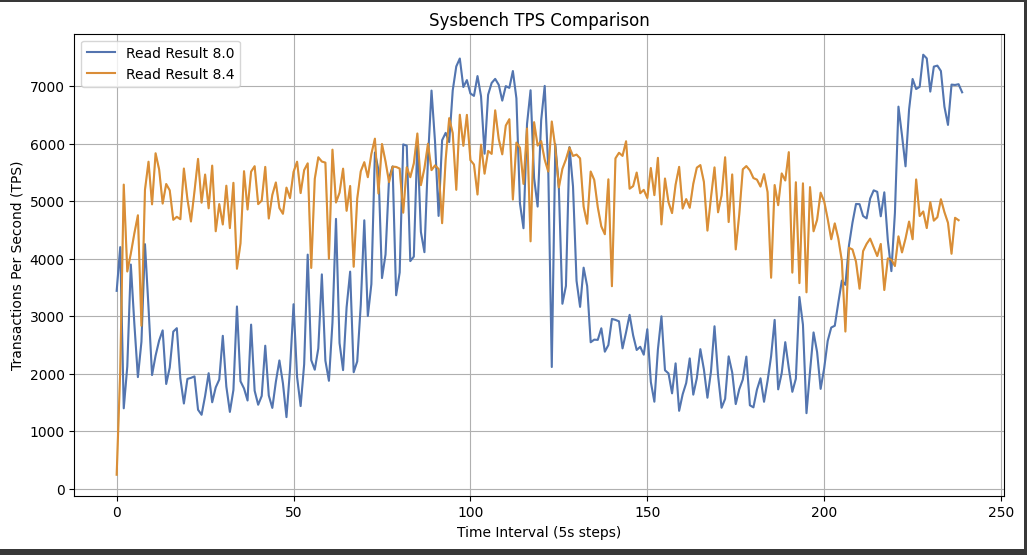 Sysbench TPS Comparison
Read Result 8.0
Read Result 8.4
Transactions Per Second (TPS)
7000
6000
5000
4000
3000
2000
1000
0
0 50 100 150 200 250
Time Interval (5s steps)